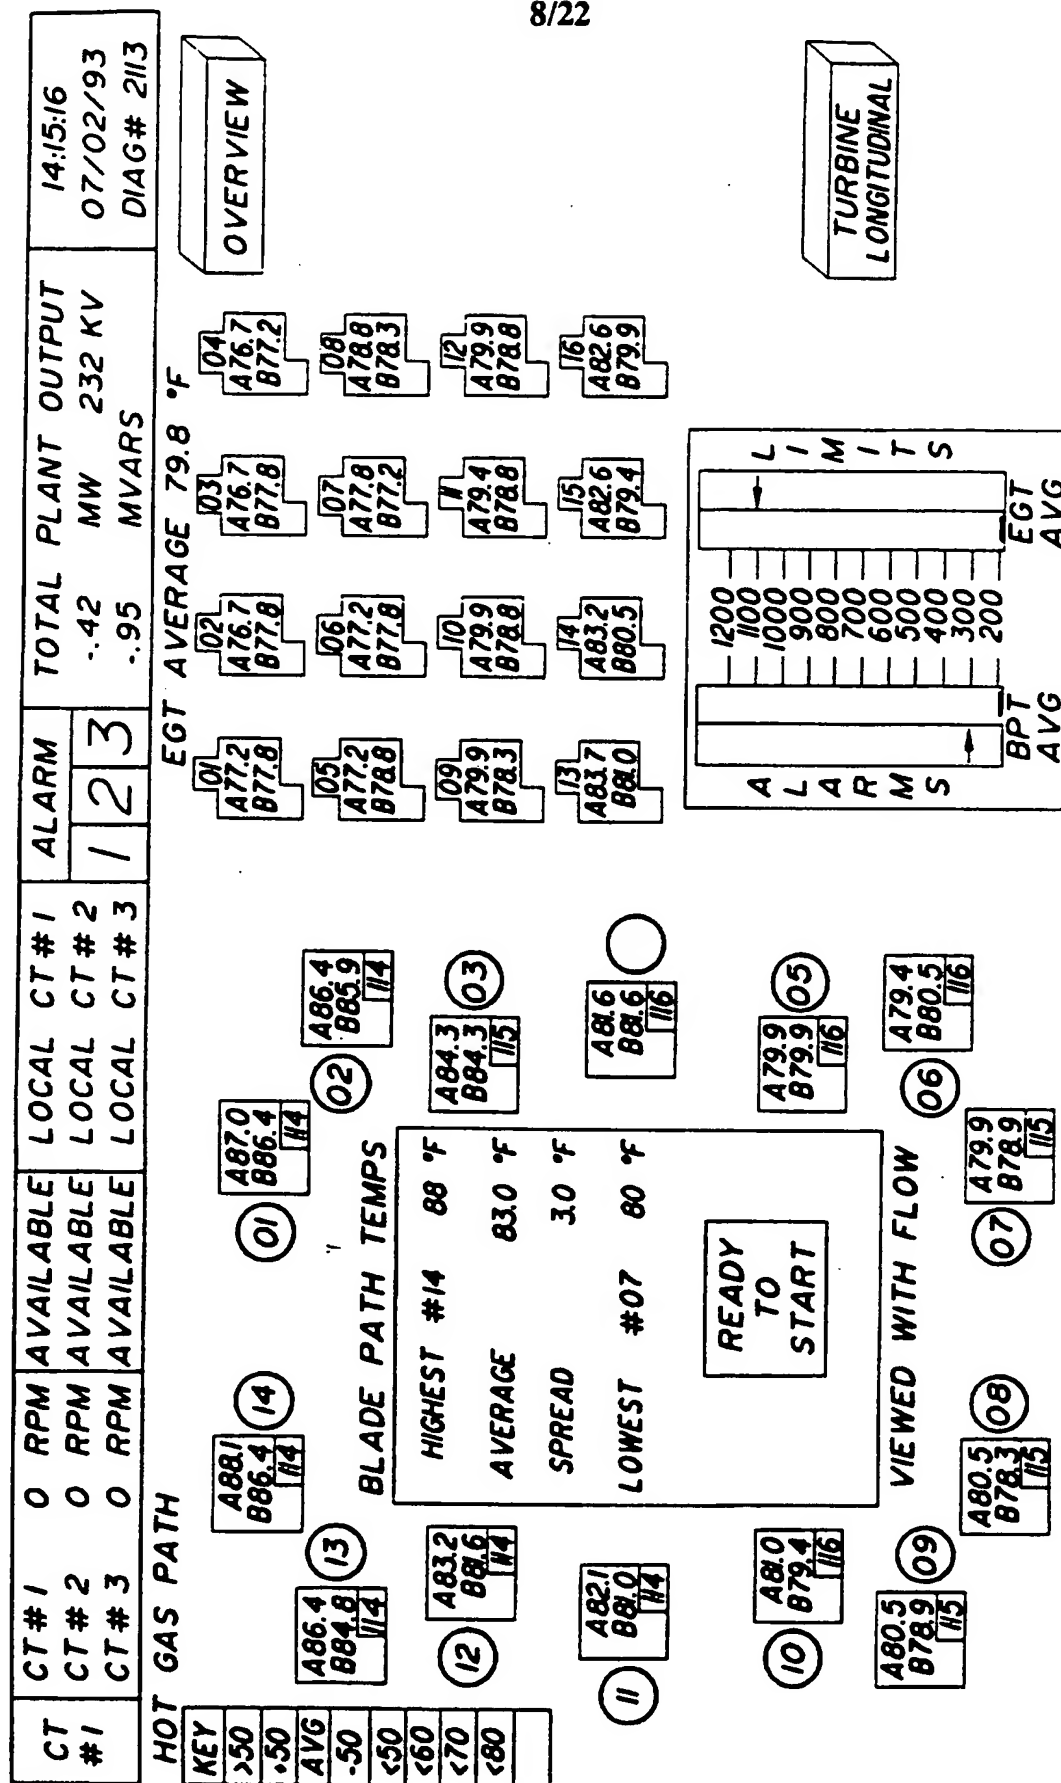 8/22
CT #1
CT#1 0 RPM AVAILABLE LOCAL CT#1
CT#2 0 RPM AVAILABLE LOCAL CT#2
CT#3 0 RPM AVAILABLE LOCAL CT#3
ALARM
1 2 3
TOTAL PLANT OUTPUT
-.42 MW 232 KV
-.95 MVARS
14:15:16
07/02/93
DIAG# 2113
HOT GAS PATH
EGT AVERAGE 79.8 °F
OVERVIEW
KEY
>50
+50
AVG
-50
<50
<60
<70
<80
14
A88.1
B86.4
114
01
A87.0
B86.4
114
13
A86.4
B84.8
114
02
A86.4
B85.9
114
12
A83.2
B81.6
114
03
A84.3
B84.3
115
11
A82.1
B81.0
114
A81.6
B81.6
116
10
A81.0
B79.4
116
05
A79.9
B79.9
116
09
A80.5
B78.9
115
06
A79.4
B80.5
116
08
A80.5
B78.3
115
07
A79.9
B78.9
115
BLADE PATH TEMPS
HIGHEST #14 88 °F
AVERAGE 83.0 °F
SPREAD 3.0 °F
LOWEST #07 80 °F
READY
TO
START
VIEWED WITH FLOW
01
A77.2
B77.8
02
A76.7
B77.8
03
A76.7
B77.8
04
A76.7
B77.2
05
A77.2
B78.8
06
A77.2
B77.8
07
A77.8
B77.2
08
A78.8
B78.3
09
A79.9
B78.3
10
A79.9
B78.8
11
A79.4
B78.8
12
A79.9
B78.8
13
A83.7
B81.0
14
A83.2
B80.5
15
A82.6
B79.4
16
A82.6
B79.9
ALARMS
1200
1100
1000
900
800
700
600
500
400
300
200
LIMITS
BPT
AVG
EGT
AVG
TURBINE
LONGITUDINAL